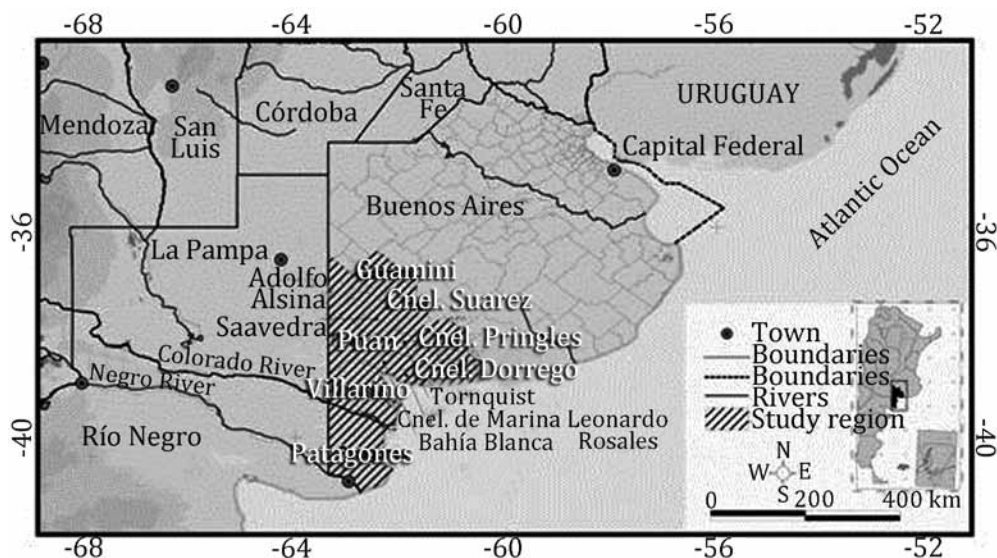 -68
-64
-60
-56
-52
Mendoza
San
Luis
Córdoba
Santa
Fe
URUGUAY
Capital Federal
Atlantic Ocean
-36
-36
Buenos Aires
La Pampa
Adolfo
Alsina
Saavedra
Guamini
Cnel. Suarez
Puan
Cnel. Pringles
Cnel. Dorrego
Colorado River
Negro River
Villarino
Tornquist
Cnel. de Marina Leonardo
Bahía Blanca
Rosales
-40
-40
Río Negro
Patagones
Town
Boundaries
Boundaries
Rivers
Study region
N
W
E
S
0
200
400 km
-68
-64
-60
-56
-52